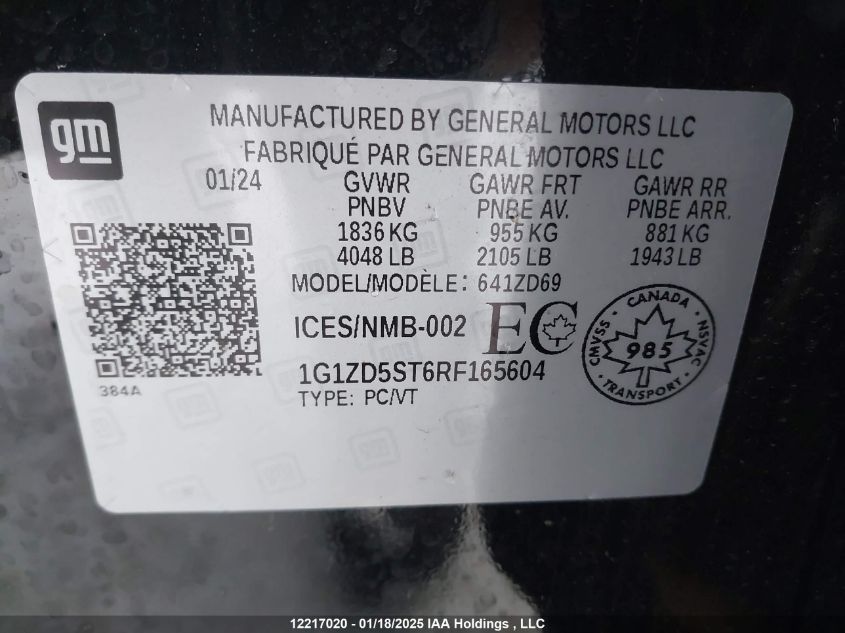 gm
MANUFACTURED BY GENERAL MOTORS LLC
FABRIQUÉ PAR GENERAL MOTORS LLC
01/24 GVWR GAWR FRT GAWR RR
PNBV PNBE AV. PNBE ARR.
1836 KG 955 KG 881 KG
4048 LB 2105 LB 1943 LB
MODEL/MODÈLE: 641ZD69
ICES/NMB-002 EC
CANADA
CMVSS 985 NSVAC
1G1ZD5ST6RF165604
384A TYPE: PC/VT
12217020 - 01/18/2025 IAA Holdings, LLC